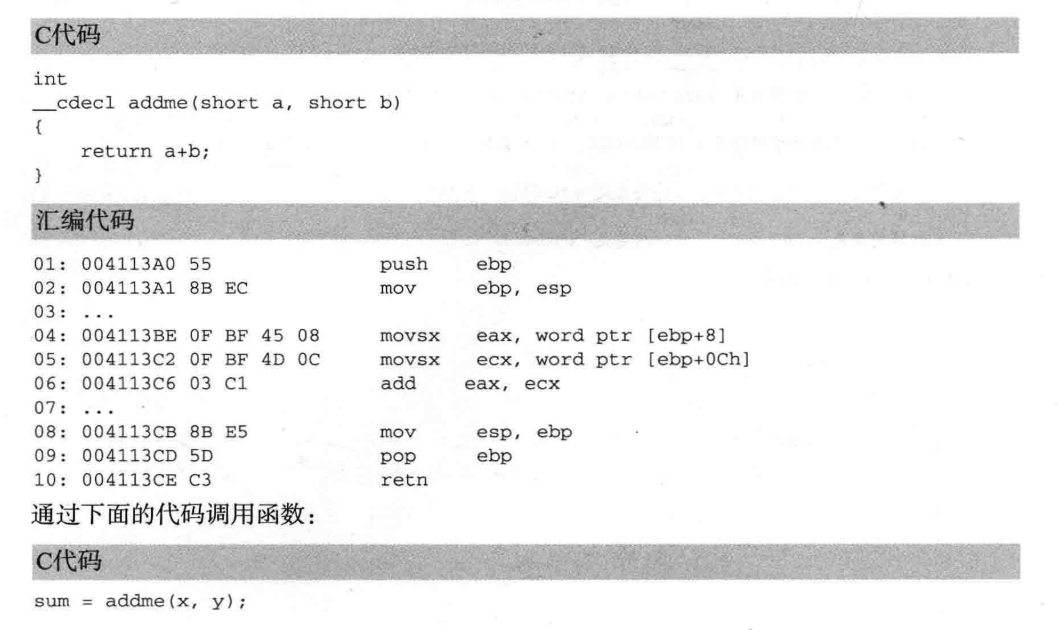 C代码
int
__cdecl addme(short a, short b)
{
    return a+b;
}
汇编代码
01: 004113A0 55                 push    ebp
02: 004113A1 8B EC              mov     ebp, esp
03: ...
04: 004113BE 0F BF 45 08        movsx   eax, word ptr [ebp+8]
05: 004113C2 0F BF 4D 0C        movsx   ecx, word ptr [ebp+0Ch]
06: 004113C6 03 C1              add    eax, ecx
07: ...
08: 004113CB 8B E5              mov     esp, ebp
09: 004113CD 5D                 pop     ebp
10: 004113CE C3                 retn
通过下面的代码调用函数：
C代码
sum = addme(x, y);